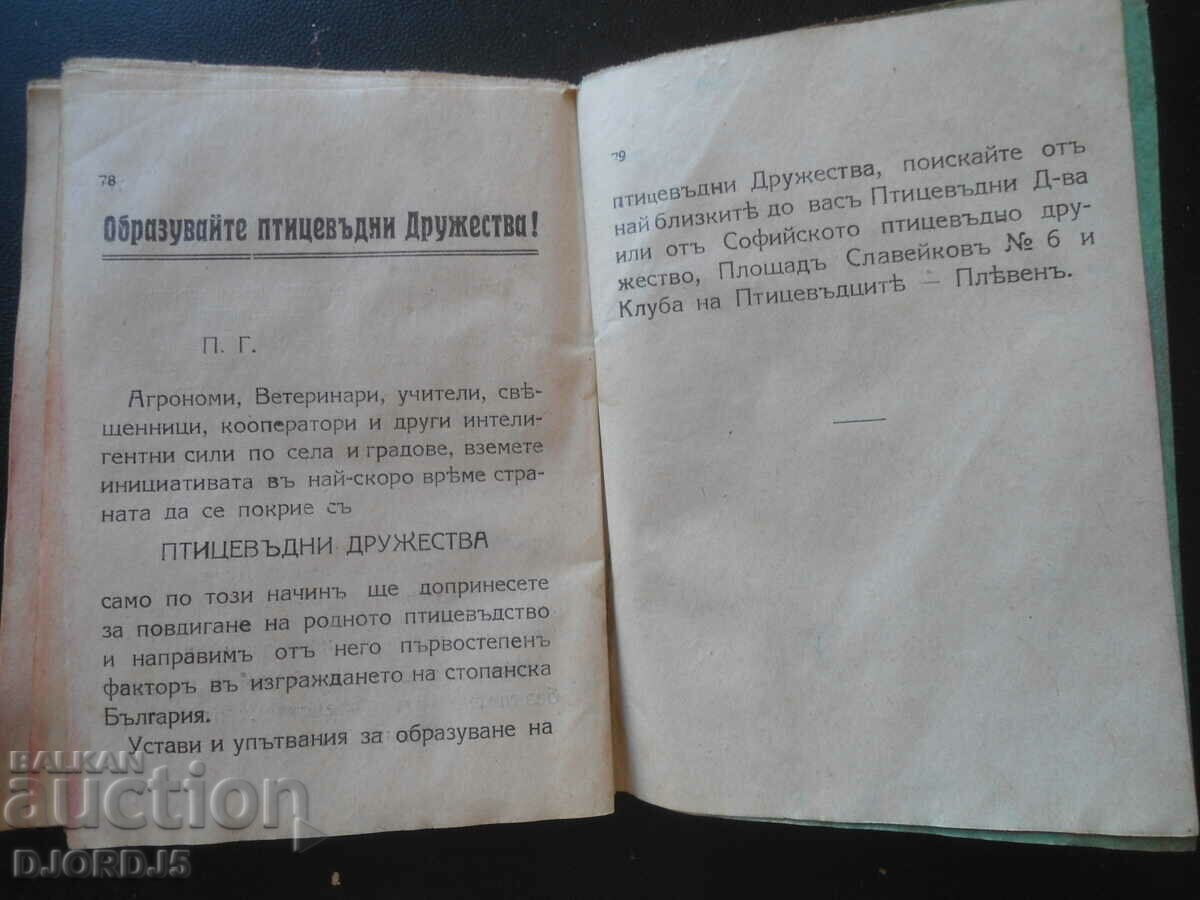 78
Образувайте птицевъдни Дружества!
П. Г.
Агрономи, Ветеринари, учители, свѣ-
щенници, кооператори и други интели-
гентни сили по села и градове, вземете
инициативата въ най-скоро врѣме стра-
ната да се покрие съ
ПТИЦЕВЪДНИ ДРУЖЕСТВА
само по този начинъ ще допринесете
за повдигане на родното птицевъдство
и направимъ отъ него първостепенъ
факторъ въ изграждането на стопанска
България.
Устави и упътвания за образуване на
79
птицевъдни Дружества, поискайте отъ
най близкитѣ до васъ Птицевъдни Д-ва
или отъ Софийското птицевъдно дру-
жество, Площадъ Славейковъ № 6 и
Клуба на Птицевъдцитѣ — Плѣвенъ.
BALKAN
auction
DJORDJ5